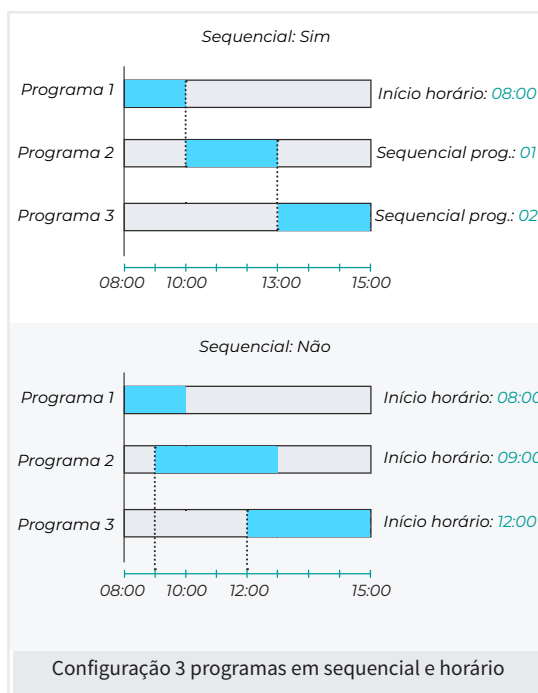 Sequencial: Sim
Programa 1 Início horário: 08:00
Programa 2 Sequencial prog.: 01
Programa 3 Sequencial prog.: 02
08:00 10:00 13:00 15:00
Sequencial: Não
Programa 1 Início horário: 08:00
Programa 2 Início horário: 09:00
Programa 3 Início horário: 12:00
08:00 10:00 12:00 15:00
Configuração 3 programas em sequencial e horário